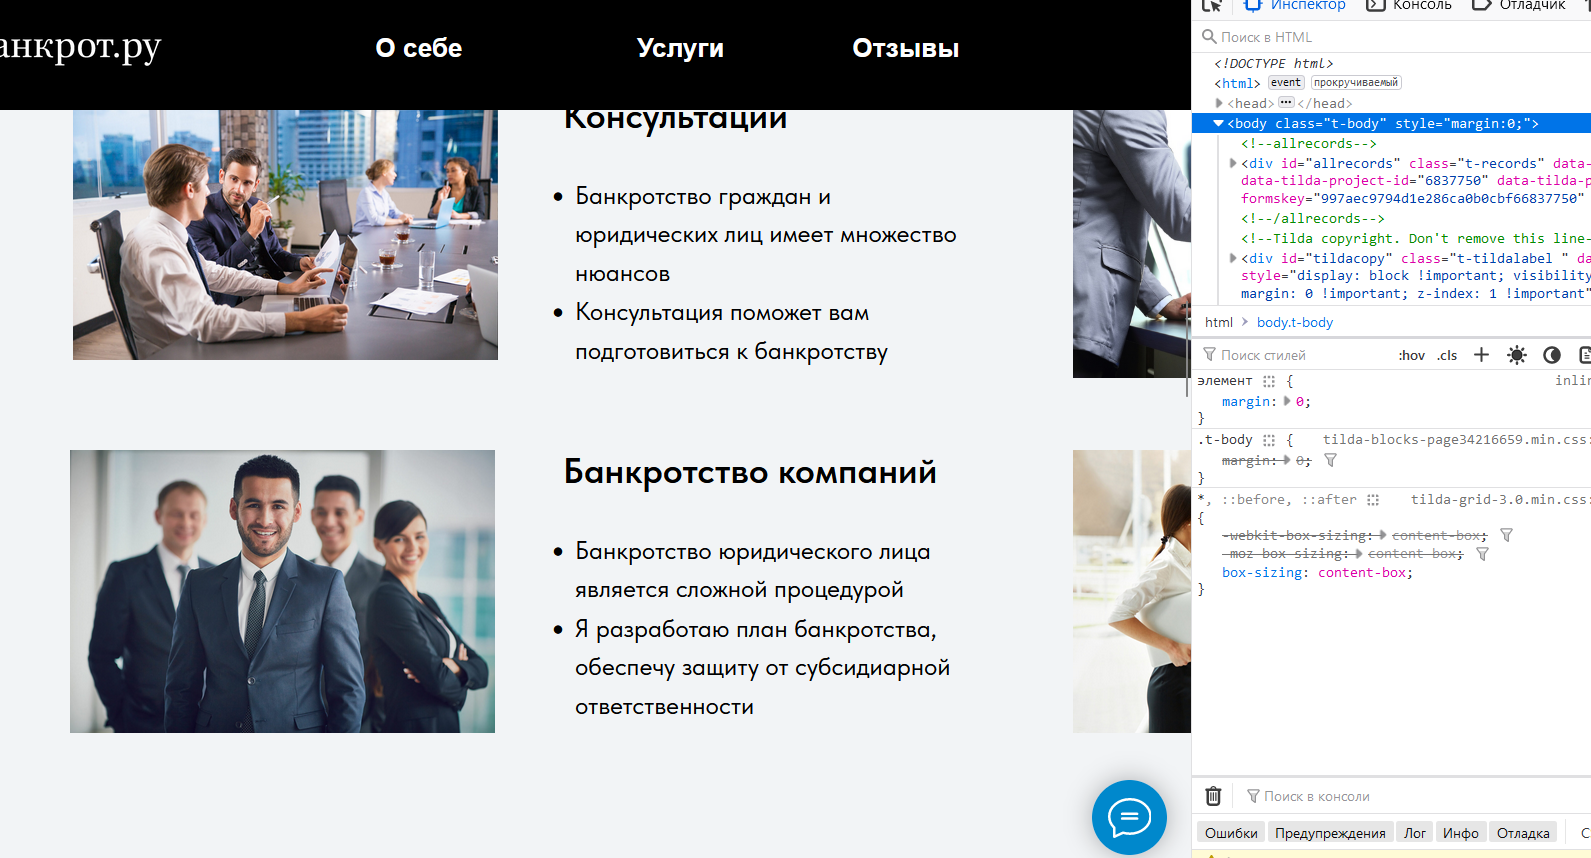 анкрот.ру
О себе
Услуги
Отзывы
Консультации
Банкротство граждан и
юридических лиц имеет множество
нюансов
Консультация поможет вам
подготовиться к банкротству
Банкротство компаний
Банкротство юридического лица
является сложной процедурой
Я разработаю план банкротства,
обеспечу защиту от субсидиарной
ответственности
Инспектор
Консоль
Отладчик
Поиск в HTML
<!DOCTYPE html>
<html> event прокручиваемый
<head>•••</head>
<body class="t-body" style="margin:0;">
<!--allrecords-->
<div id="allrecords" class="t-records" data-
data-tilda-project-id="6837750" data-tilda-p
formskey="997aec9794d1e286ca0b0cbf66837750"
<!--/allrecords-->
<!--Tilda copyright. Don't remove this line-
<div id="tildacopy" class="t-tildalabel " da
style="display: block !important; visibility
margin: 0 !important; z-index: 1 !important"
html > body.t-body
Поиск стилей
:hov .cls +
элемент { inlin
margin: 0;
}
.t-body { tilda-blocks-page34216659.min.css:
margin: 0;
}
*, ::before, ::after tilda-grid-3.0.min.css:
{
-webkit-box-sizing: content-box;
-moz-box-sizing: content-box;
box-sizing: content-box;
}
Поиск в консоли
Ошибки Предупреждения Лог Инфо Отладка C